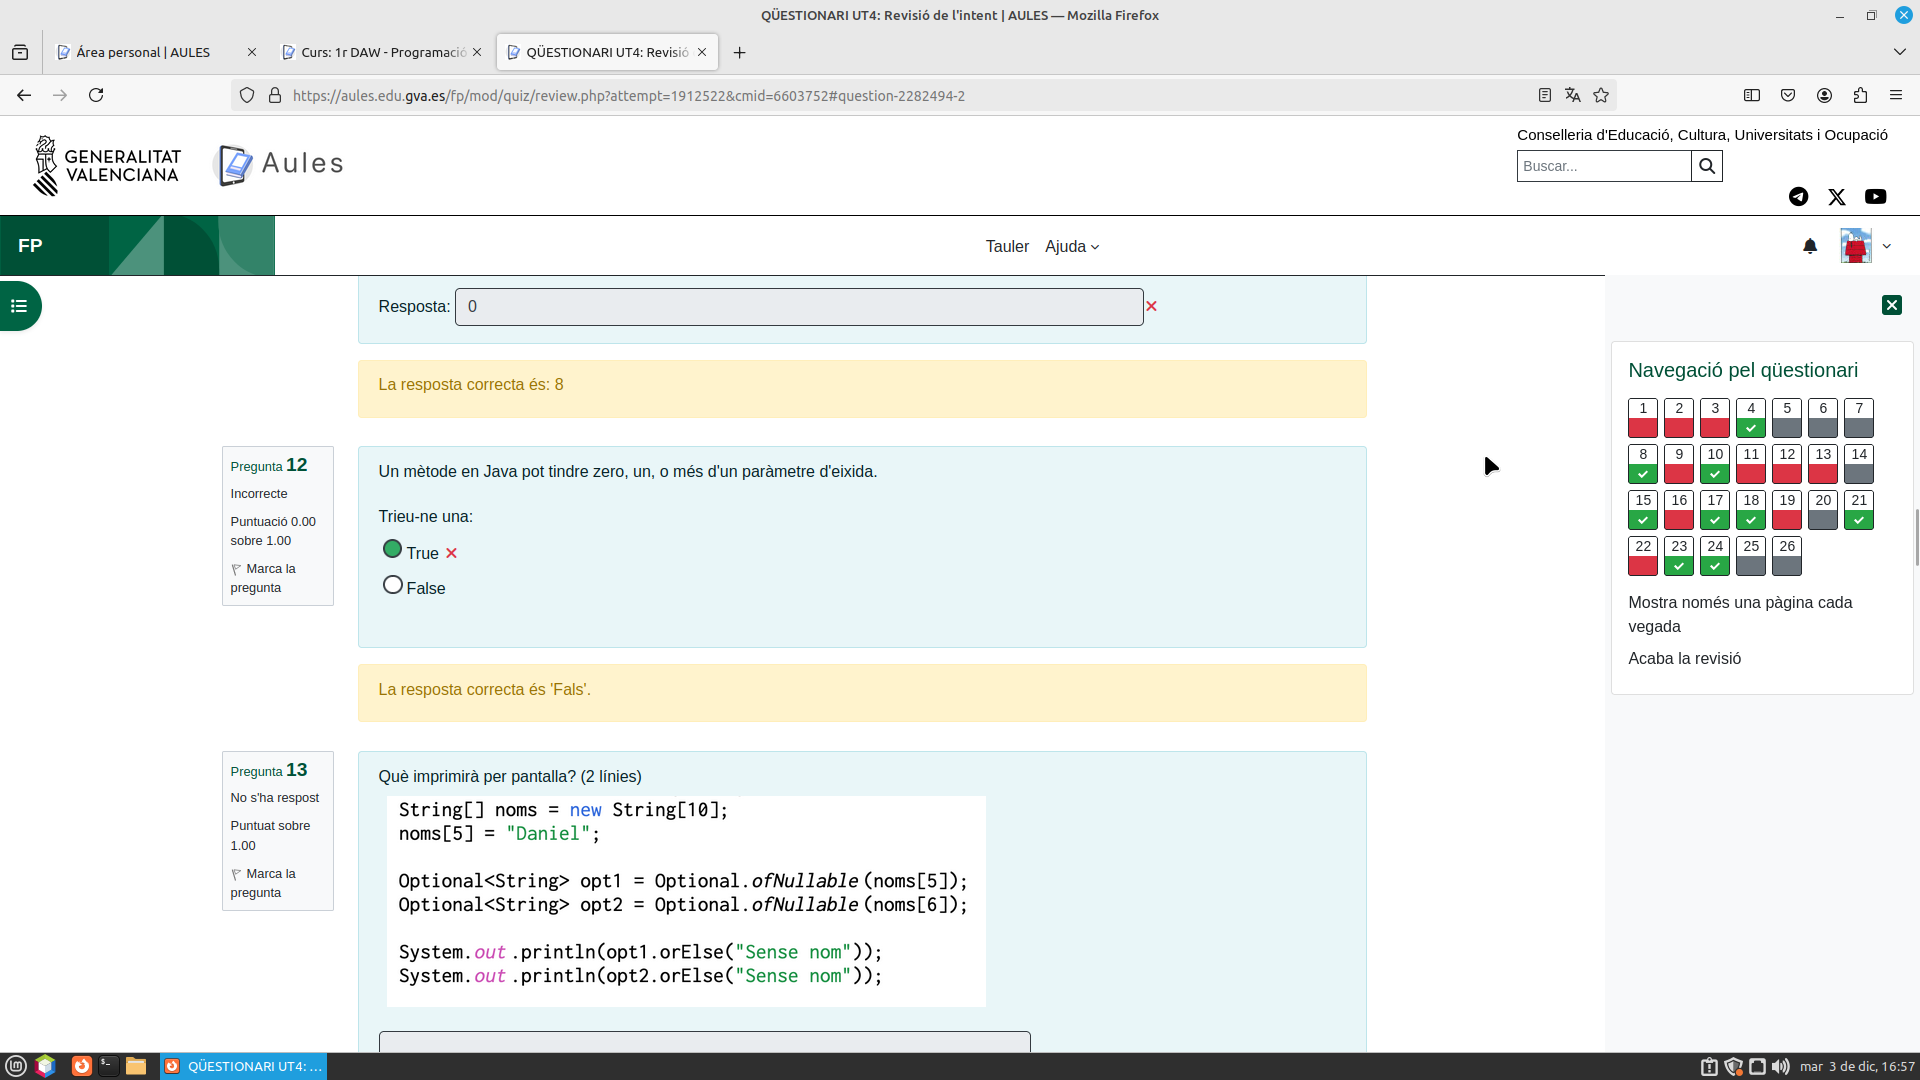 QÜESTIONARI UT4: Revisió de l'intent | AULES — Mozilla Firefox
Área personal | AULES
Curs: 1r DAW - Programació
QÜESTIONARI UT4: Revisió
https://aules.edu.gva.es/fp/mod/quiz/review.php?attempt=1912522&cmid=6603752#question-2282494-2
GENERALITAT
VALENCIANA
Aules
Conselleria d'Educació, Cultura, Universitats i Ocupació
Buscar...
FP
Tauler
Ajuda
Resposta: 0
La resposta correcta és: 8
Pregunta 12
Incorrecte
Puntuació 0.00
sobre 1.00
Marca la
pregunta
Un mètode en Java pot tindre zero, un, o més d'un paràmetre d'eixida.
Trieu-ne una:
True
False
La resposta correcta és 'Fals'.
Pregunta 13
No s'ha respost
Puntuat sobre
1.00
Marca la
pregunta
Què imprimirà per pantalla? (2 línies)
String[] noms = new String[10];
noms[5] = "Daniel";
Optional<String> opt1 = Optional.ofNullable(noms[5]);
Optional<String> opt2 = Optional.ofNullable(noms[6]);
System.out.println(opt1.orElse("Sense nom"));
System.out.println(opt2.orElse("Sense nom"));
Navegació pel qüestionari
1 2 3 4 5 6 7
8 9 10 11 12 13 14
15 16 17 18 19 20 21
22 23 24 25 26
Mostra només una pàgina cada
vegada
Acaba la revisió
QÜESTIONARI UT4: ...
mar 3 de dic, 16:57